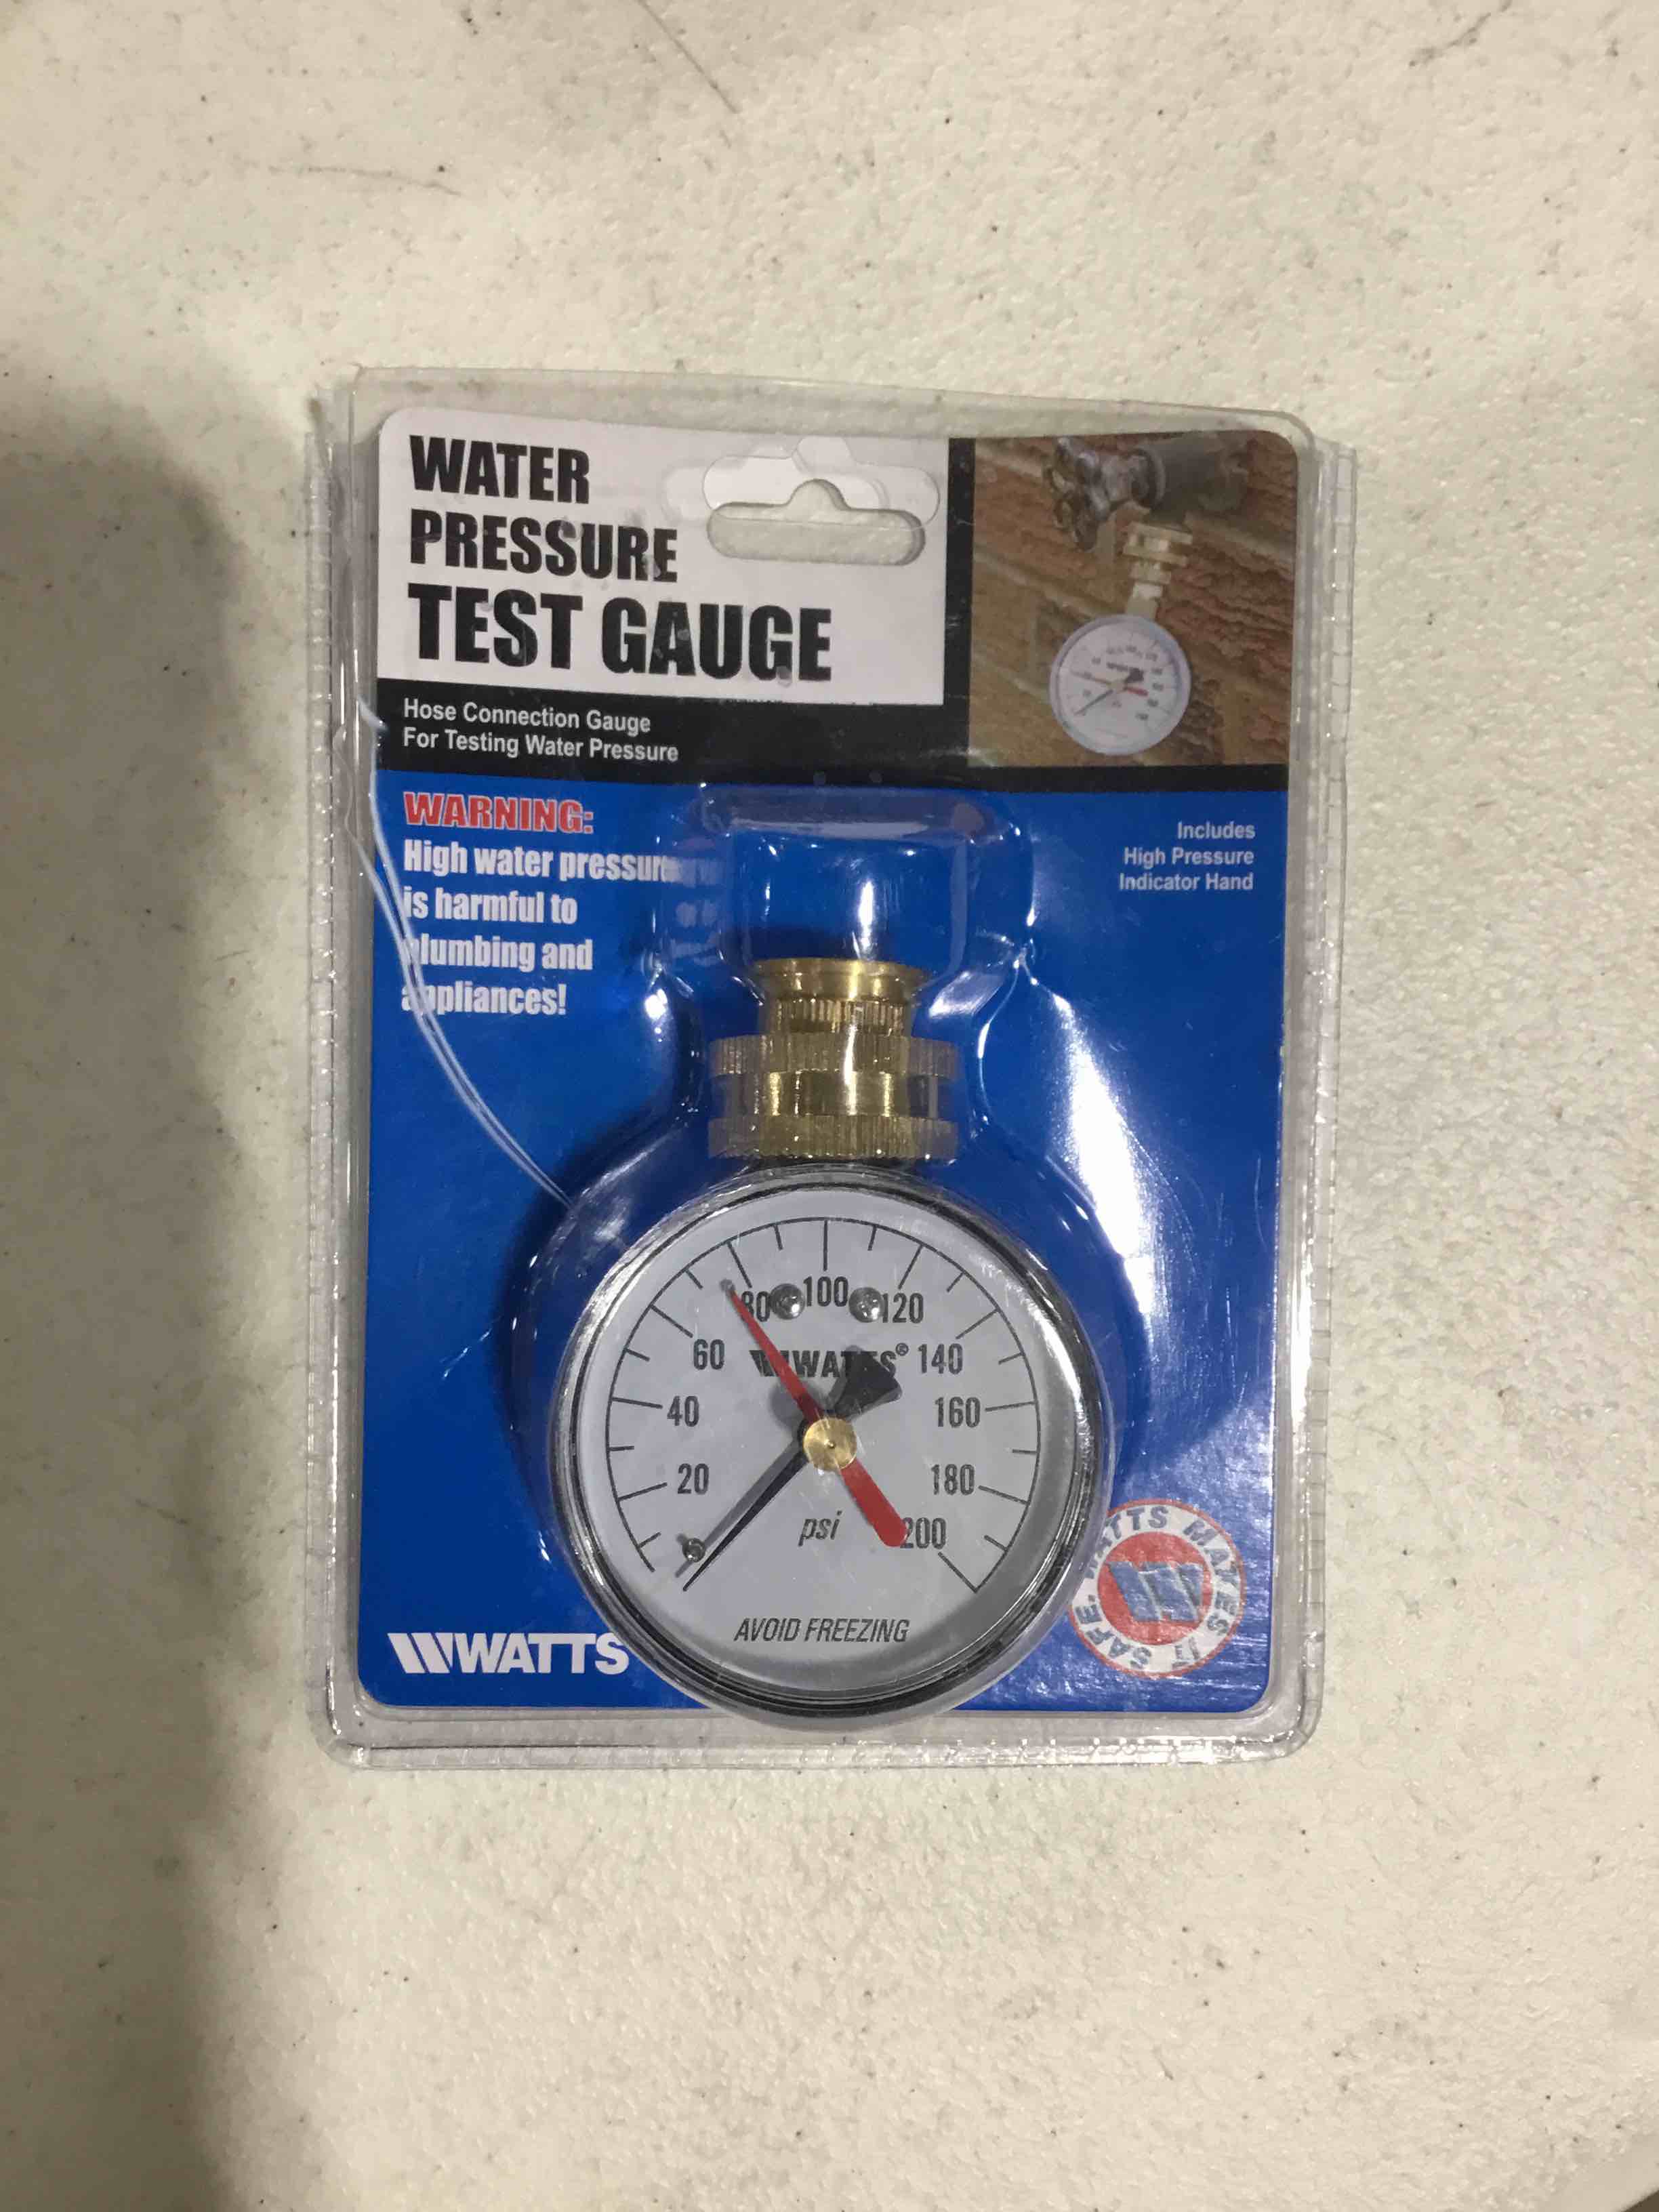 WATER
PRESSURE
TEST GAUGE
Hose Connection Gauge
For Testing Water Pressure
WARNING:
High water pressure
is harmful to
plumbing and
appliances!
Includes
High Pressure
Indicator Hand
80 100 120
60 WATTS® 140
40 160
20 180
psi 200
AVOID FREEZING
WATTS
WATTS MAKES IT SAFE.